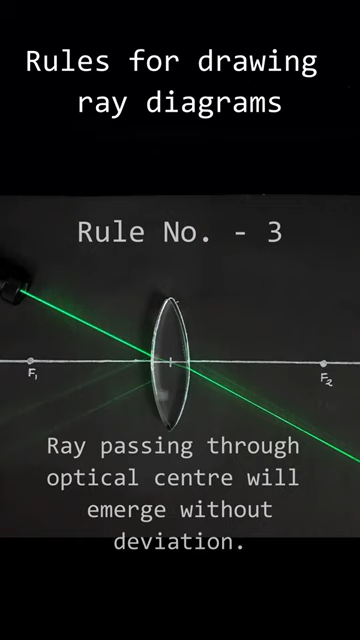 Rules for drawing
ray diagrams
Rule No. - 3
F₁
F₂
Ray passing through
optical centre will
emerge without
deviation.